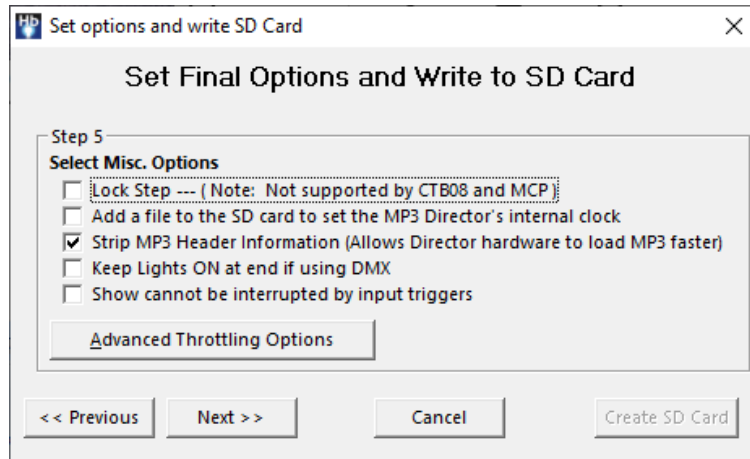 Hb Set options and write SD Card
Set Final Options and Write to SD Card
Step 5
Select Misc. Options
Lock Step --- ( Note:  Not supported by CTB08 and MCP )
Add a file to the SD card to set the MP3 Director's internal clock
Strip MP3 Header Information (Allows Director hardware to load MP3 faster)
Keep Lights ON at end if using DMX
Show cannot be interrupted by input triggers
Advanced Throttling Options
<< Previous Next >> Cancel Create SD Card